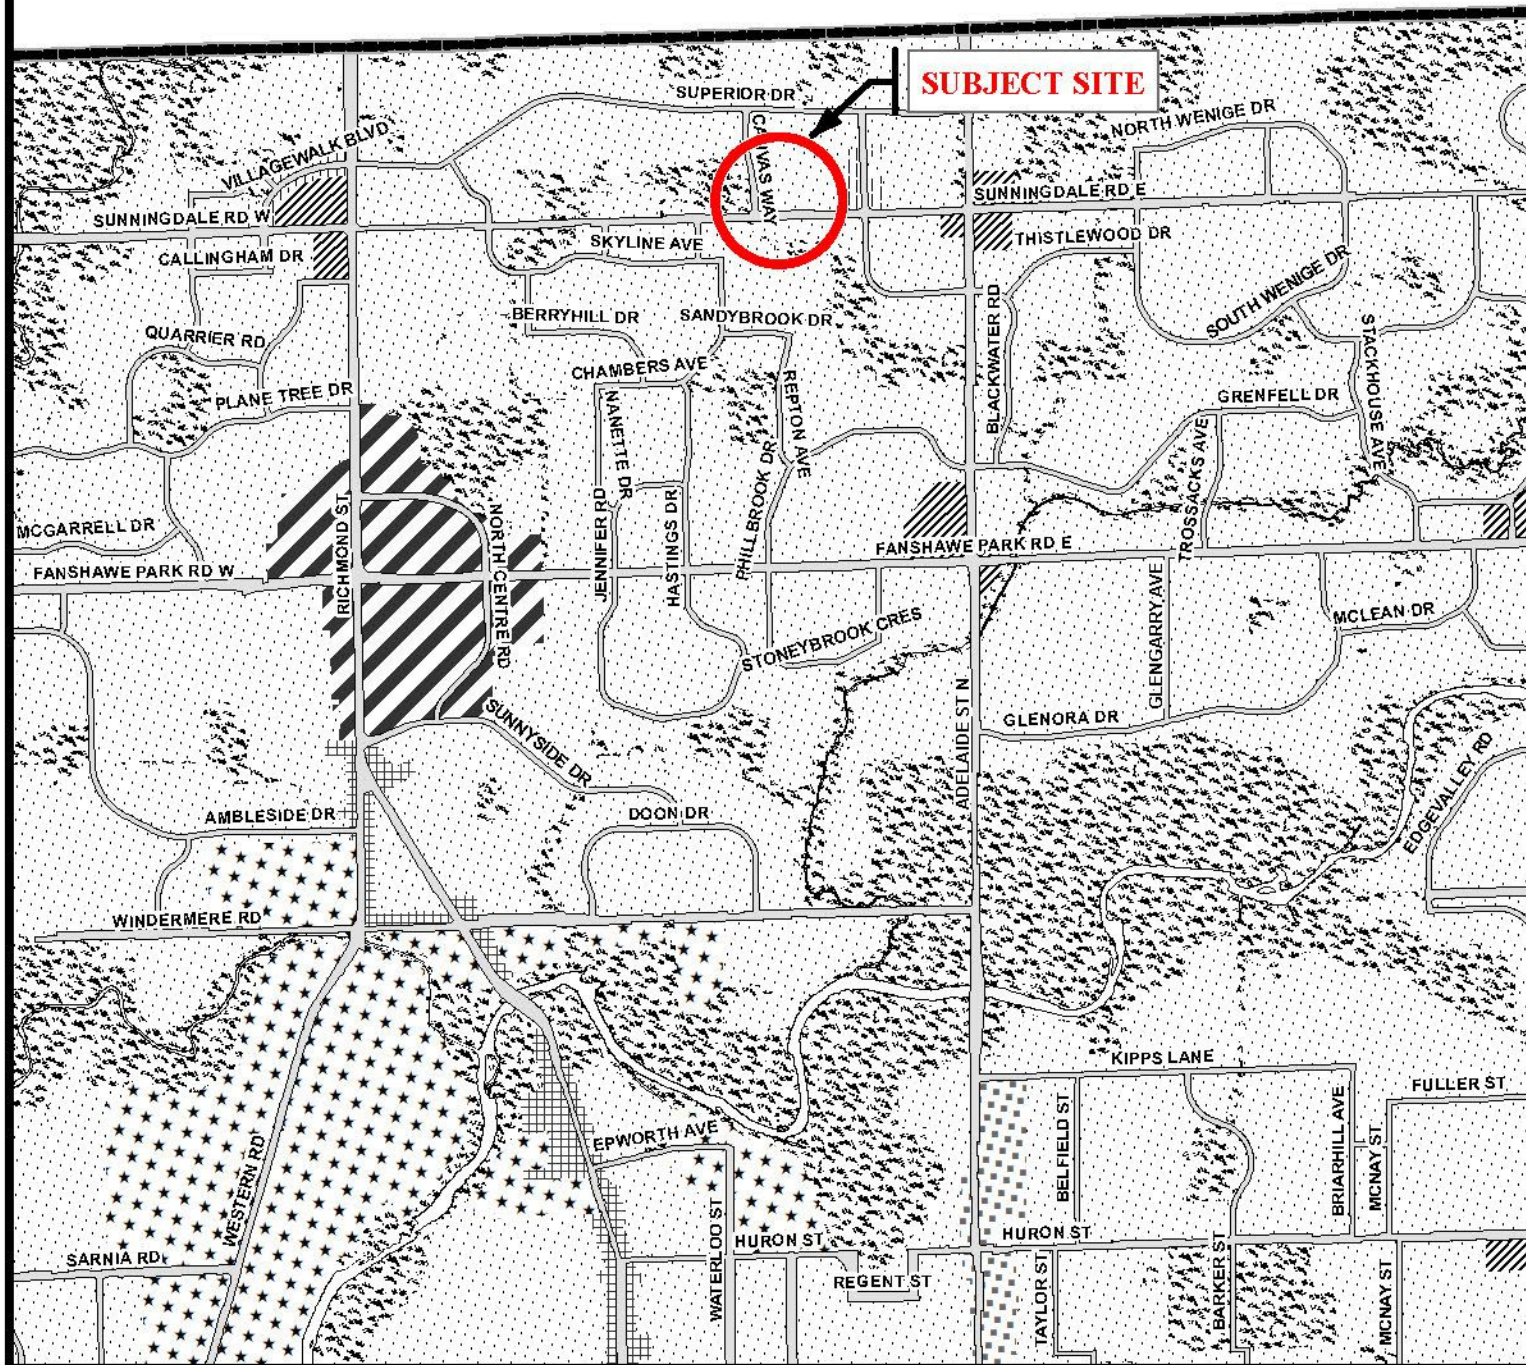 SUBJECT SITE
SUPERIOR DR
NORTH WENIGE DR
VILLAGEWALK BLVD
SUNNINGDALE RD E
SUNNINGDALE RD W
WAY
THISTLEWOOD DR
SKYLINE AVE
CALLINGHAM DR
SOUTH WENIGE DR
BERRYHILL DR
SANDYBROOK DR
QUARRIER RD
BLACKWATER RD
STACKHOUSE AVE
CHAMBERS AVE
PLANE TREE DR
NANETTE DR
REPTON AVE
GRENFELL DR
PHILLBROOK DR
TROSSACKS AVE
MCGARRELL DR
RICHMOND ST
NORTH CENTRE RD
JENNIFER RD
HASTINGS DR
FANSHAWE PARK RD E
FANSHAWE PARK RD W
GLENGARRY AVE
MCLEAN DR
STONEYBROOK CRES
SUNNYSIDE DR
ADELAIDE ST N
GLENORA DR
EDGEVALLEY RD
AMBLESIDE DR
DOON DR
WINDERMERE RD
KIPPS LANE
FULLER ST
BELFIELD ST
BRIARHILL AVE
MCNAY ST
EPWORTH AVE
WESTERN RD
WATERLOO ST
HURON ST
HURON ST
SARNIA RD
REGENT ST
TAYLOR ST
BARKER ST
MCNAY ST